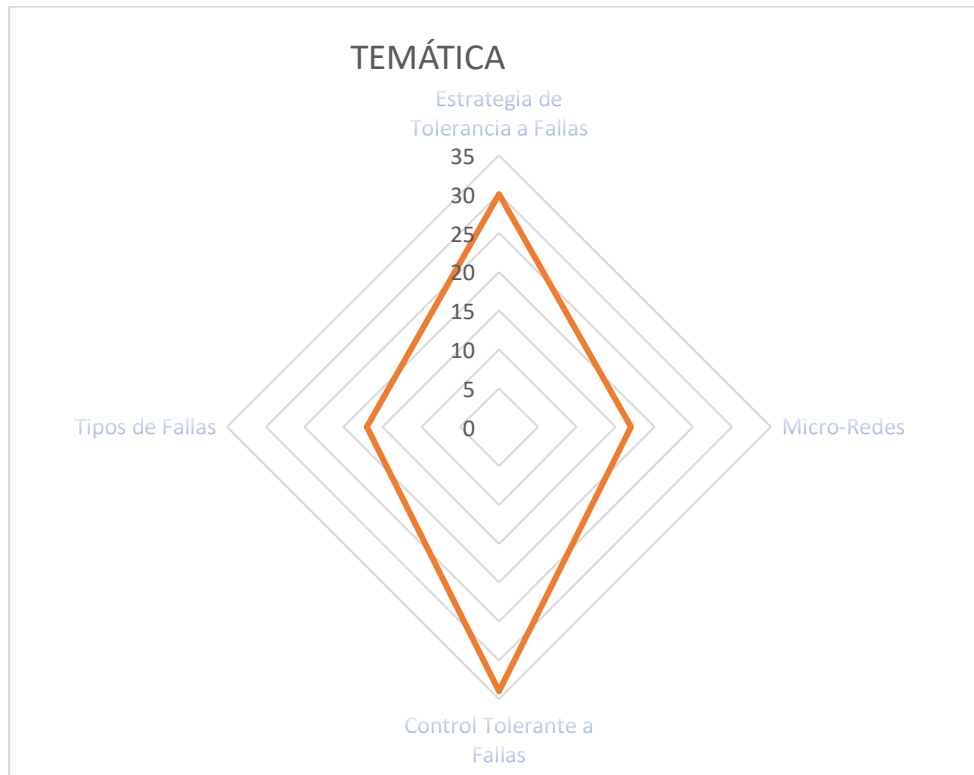 TEMÁTICA
Estrategia de
Tolerancia a Fallas
35
30
25
20
15
10
5
0
Tipos de Fallas
Micro-Redes
Control Tolerante a
Fallas